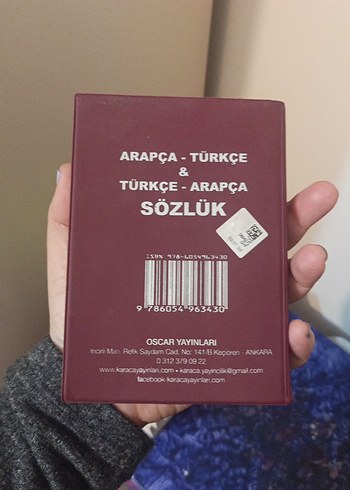 ARAPÇA - TÜRKÇE
&
TÜRKÇE - ARAPÇA
SÖZLÜK
ISBN 978-6054963430
9 786054 963430
OSCAR YAYINLARI
İncirli Mah. Refik Saydam Cad. No: 141/B Keçiören - ANKARA
0 312 379 09 22
www.karacayayinlari.com • karaca.yayincilik@gmail.com
facebook-karacayayinlari.com